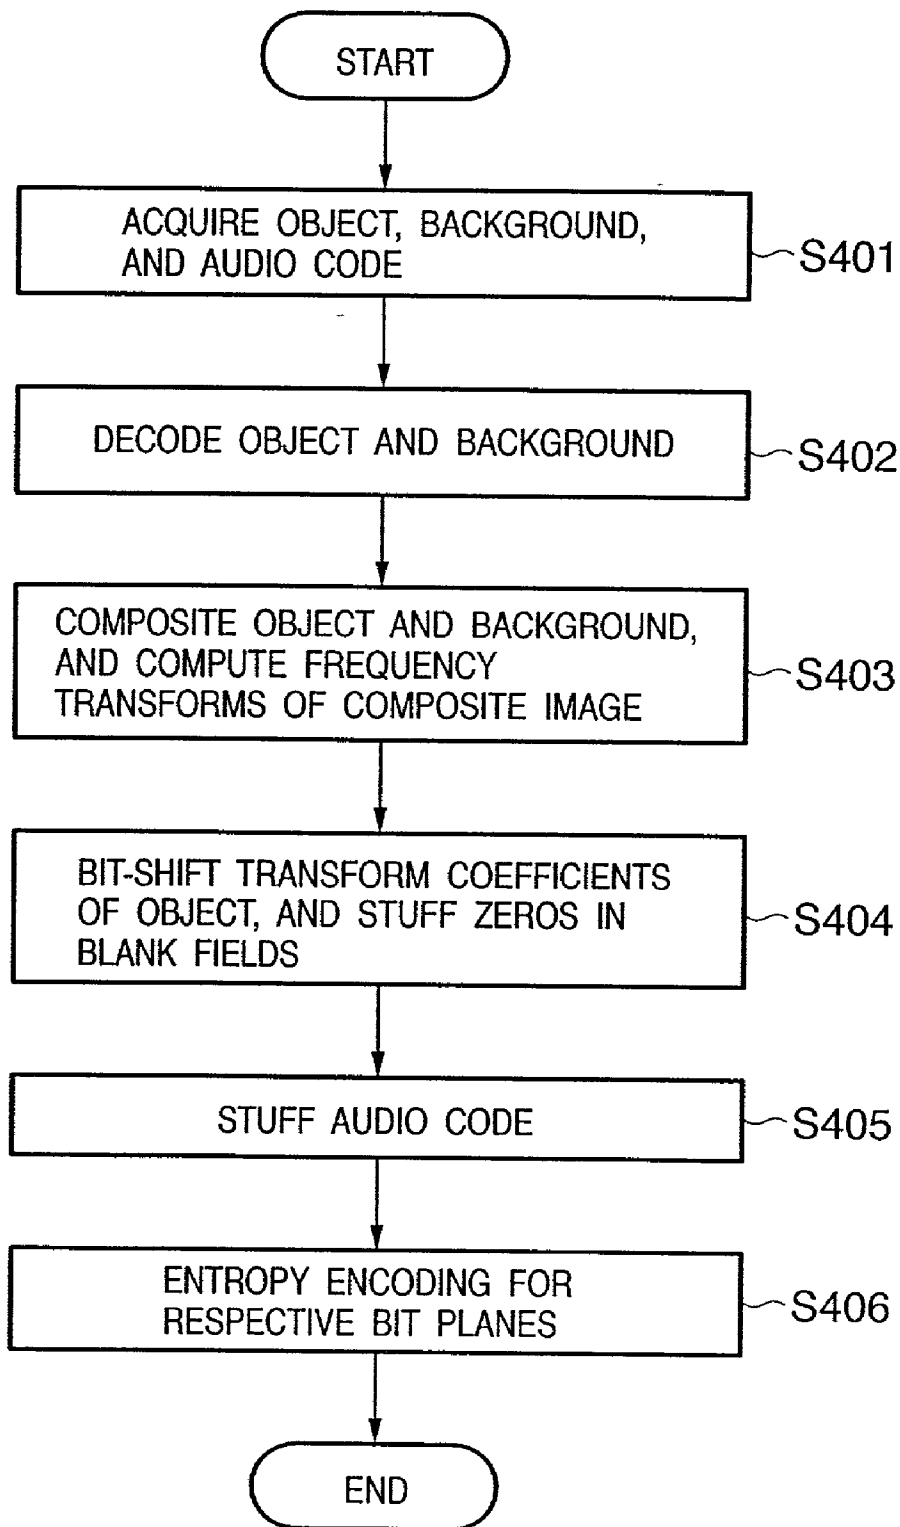 START
ACQUIRE OBJECT, BACKGROUND,
AND AUDIO CODE
S401
DECODE OBJECT AND BACKGROUND
S402
COMPOSITE OBJECT AND BACKGROUND,
AND COMPUTE FREQUENCY
TRANSFORMS OF COMPOSITE IMAGE
S403
BIT-SHIFT TRANSFORM COEFFICIENTS
OF OBJECT, AND STUFF ZEROS IN
BLANK FIELDS
S404
STUFF AUDIO CODE
S405
ENTROPY ENCODING FOR
RESPECTIVE BIT PLANES
S406
END